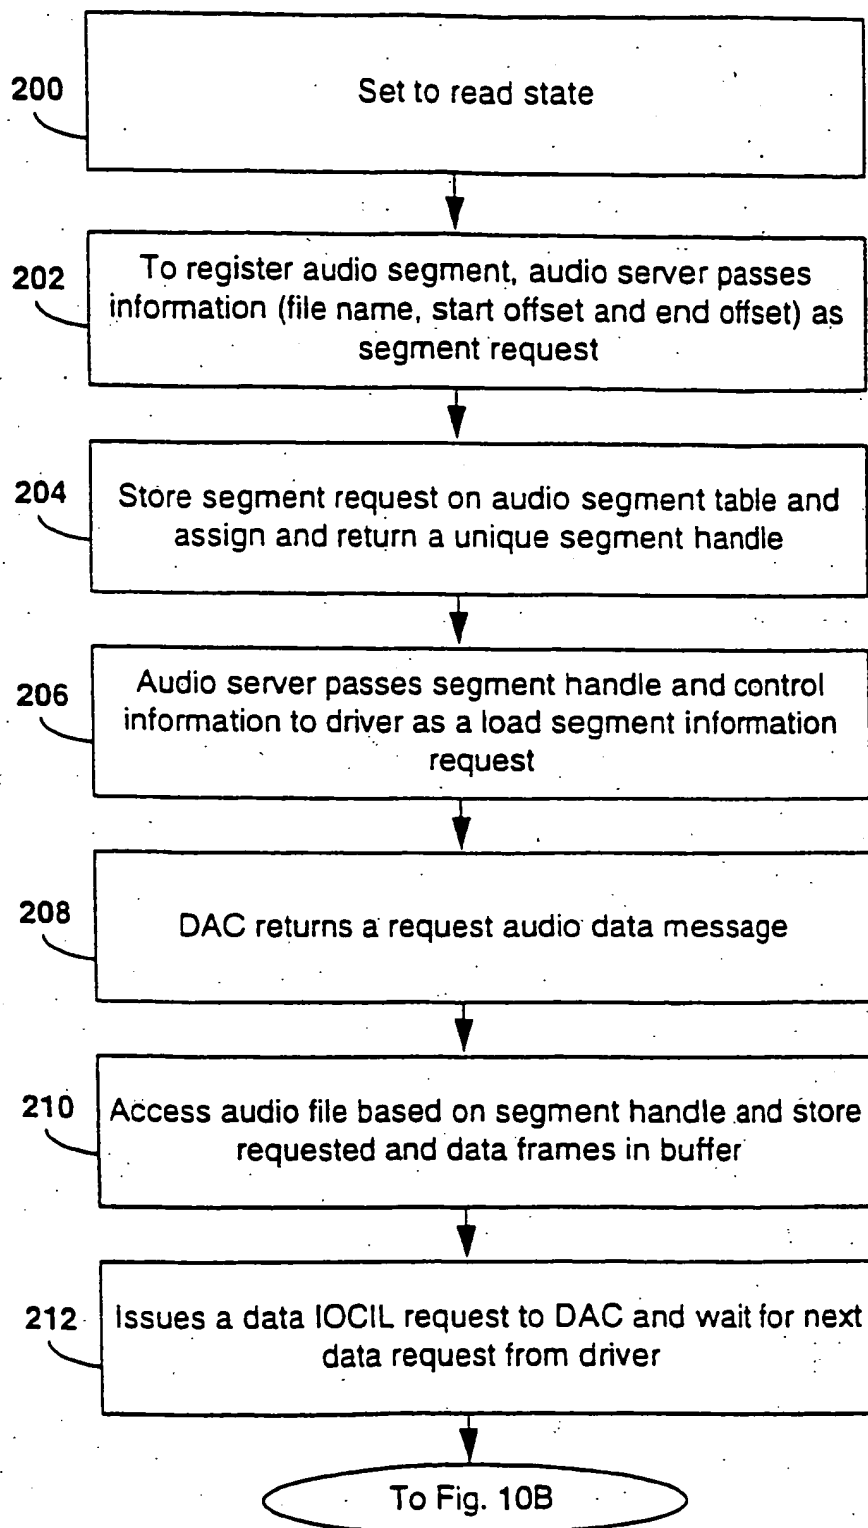 200
Set to read state
202
To register audio segment, audio server passes
information (file name, start offset and end offset) as
segment request
204
Store segment request on audio segment table and
assign and return a unique segment handle
206
Audio server passes segment handle and control
information to driver as a load segment information
request
208
DAC returns a request audio data message
210
Access audio file based on segment handle and store
requested and data frames in buffer
212
Issues a data IOCIL request to DAC and wait for next
data request from driver
To Fig. 10B